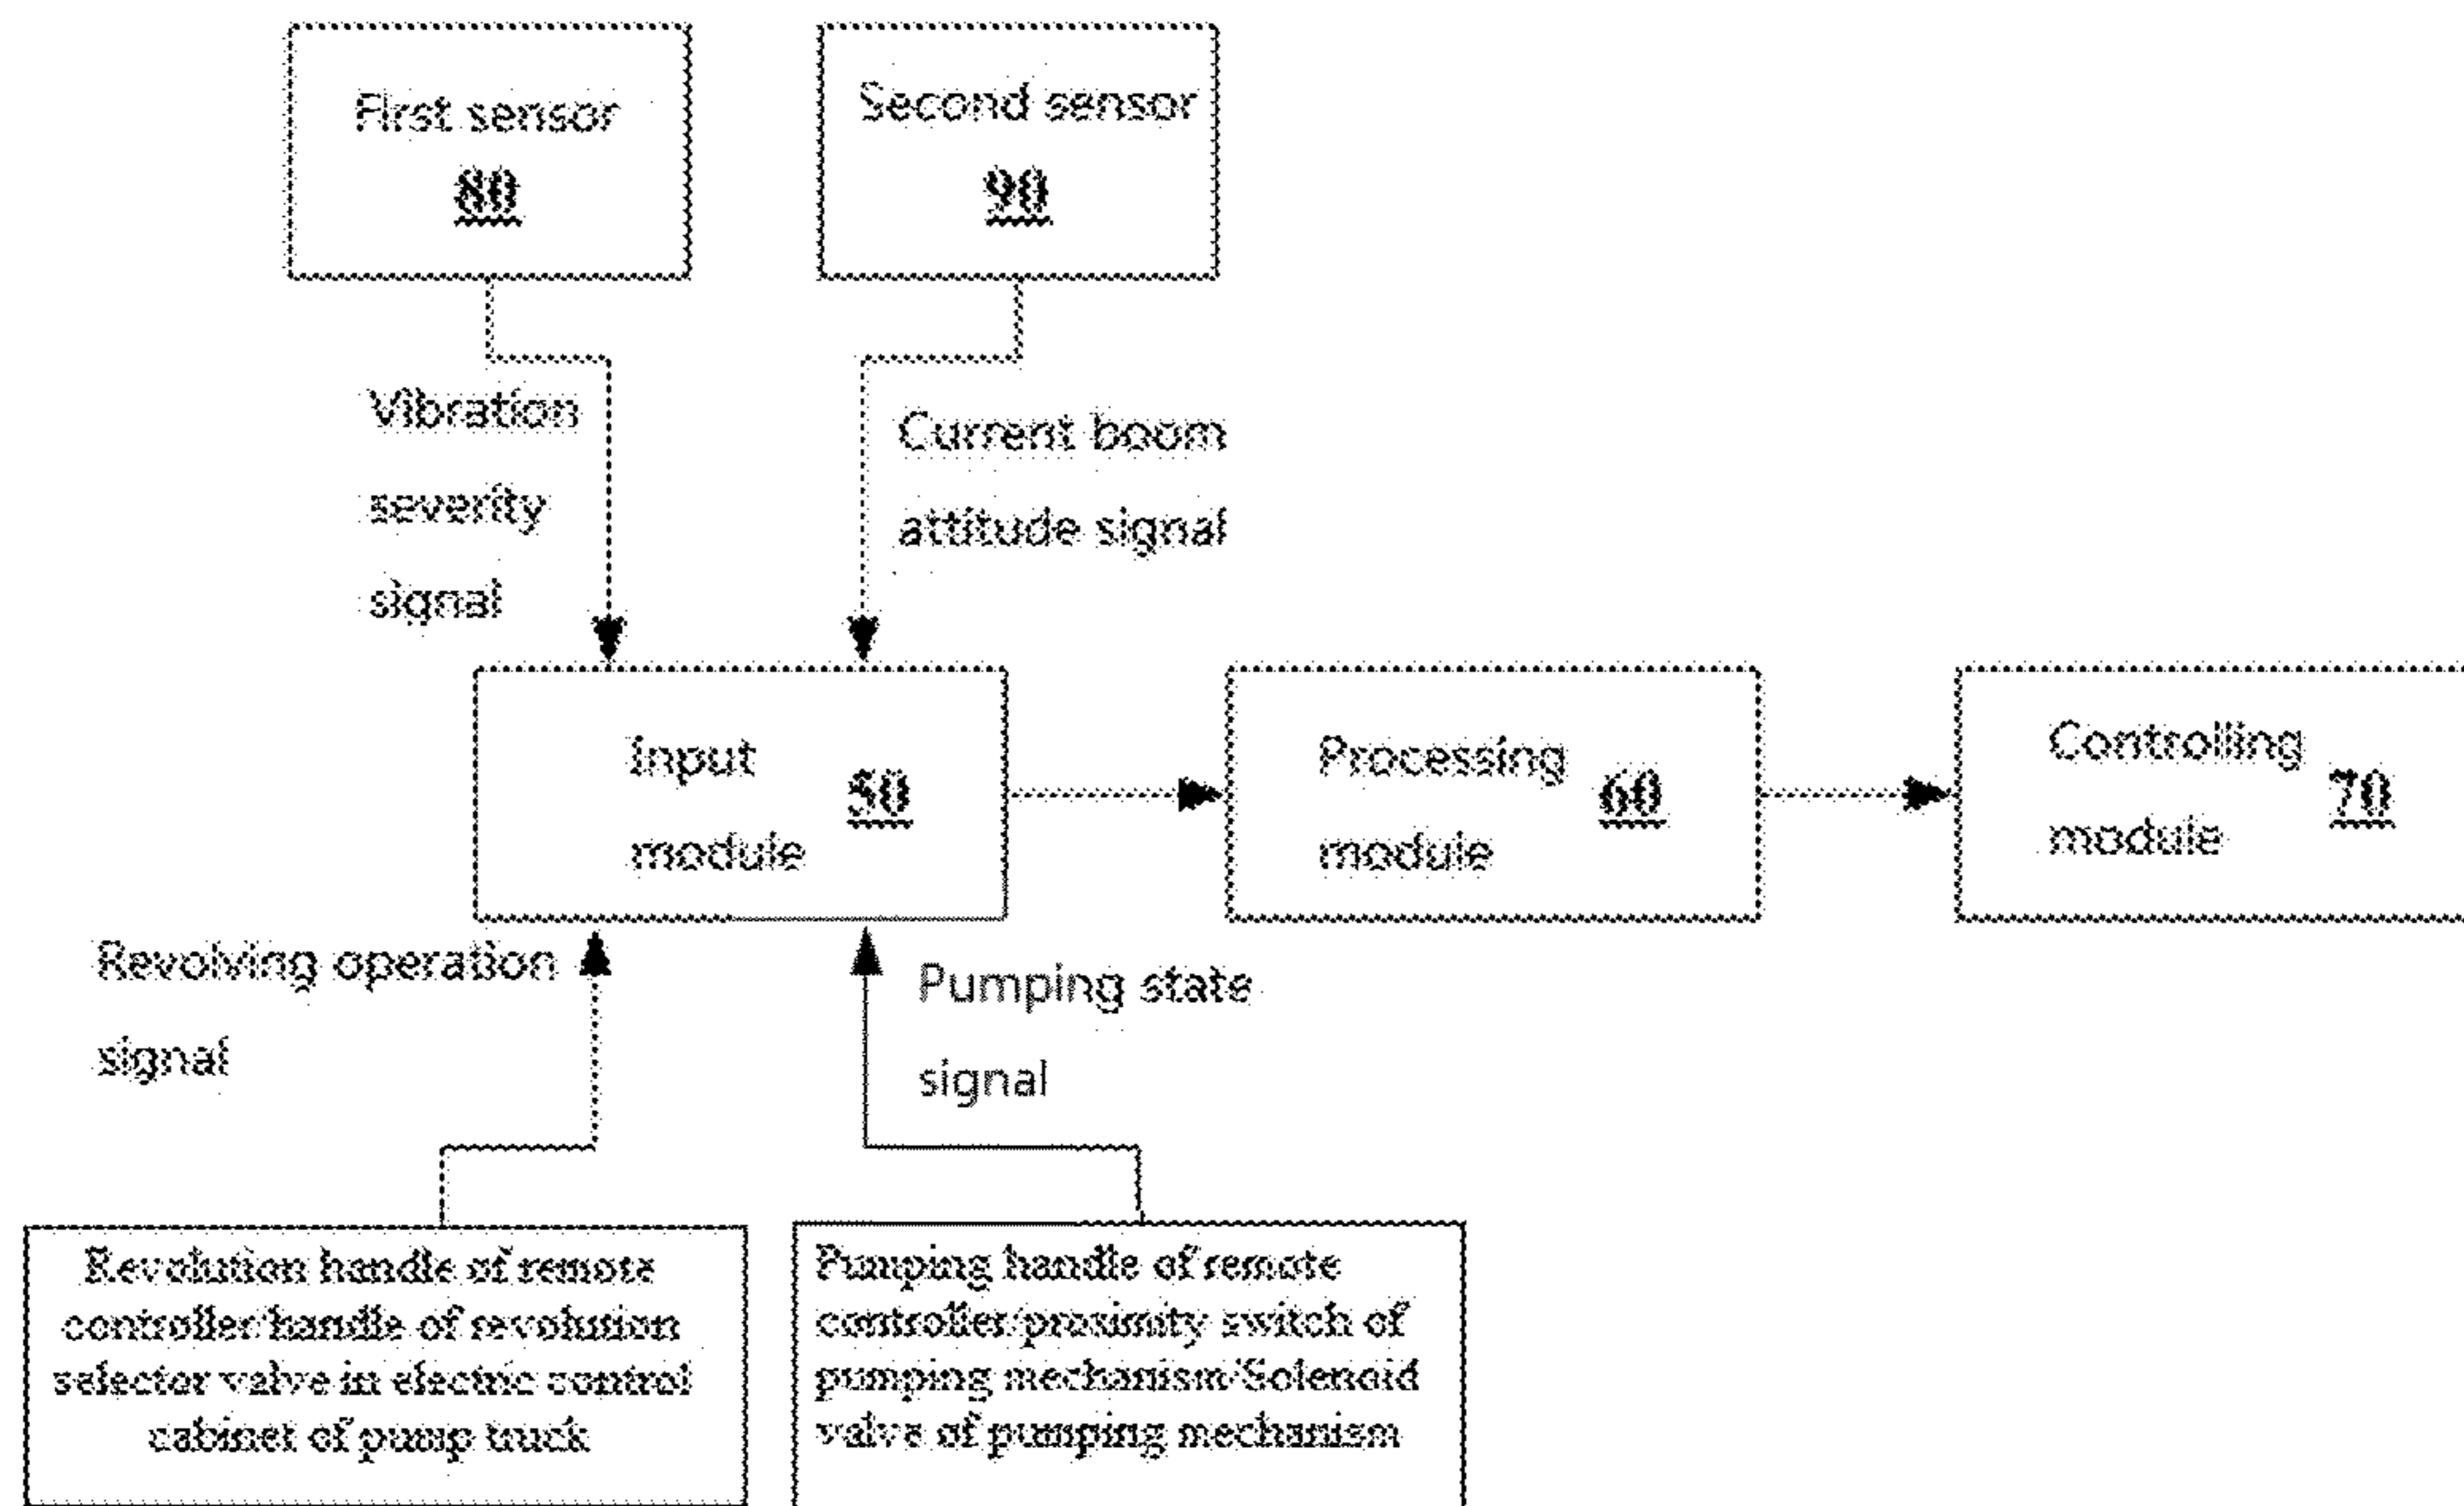 First sensor
80
Second sensor
90
Vibration
severity
signal
Current boom
attitude signal
Input
module
50
Processing
module
60
Controlling
module
70
Revolving operation
signal
Pumping state
signal
Revolution handle of remote
controller/handle of revolution
selector valve in electric control
cabinet of pump truck
Pumping handle of remote
controller/proximity switch of
pumping mechanism/Solenoid
valve of pumping mechanism